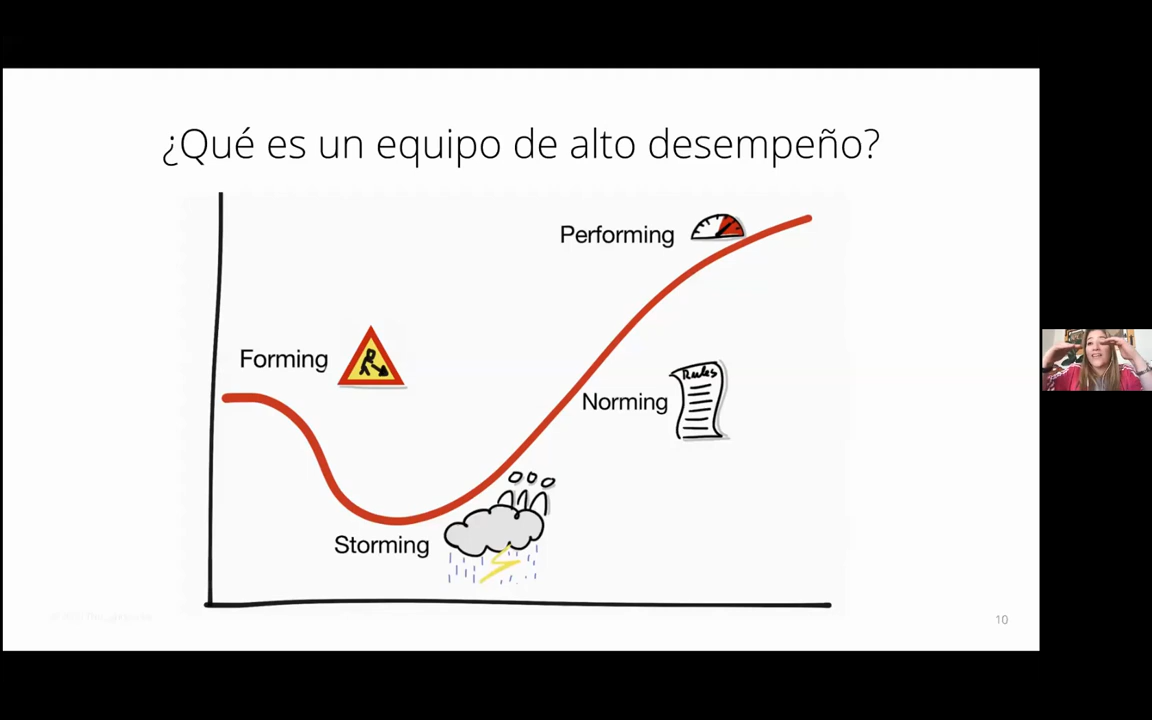 ¿Qué es un equipo de alto desempeño?
Performing
Forming
Rules
Norming
Storming
10